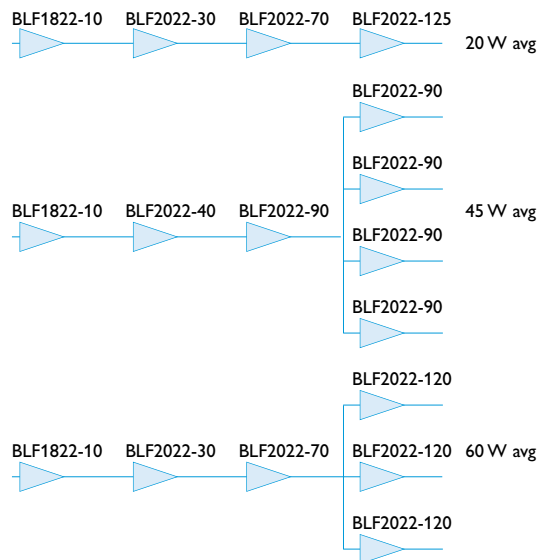 BLF1822-10 BLF2022-30 BLF2022-70 BLF2022-125
20 W avg
BLF2022-90
BLF2022-90
BLF1822-10 BLF2022-40 BLF2022-90
45 W avg
BLF2022-90
BLF2022-90
BLF2022-120
BLF1822-10 BLF2022-30 BLF2022-70 BLF2022-120 60 W avg
BLF2022-120